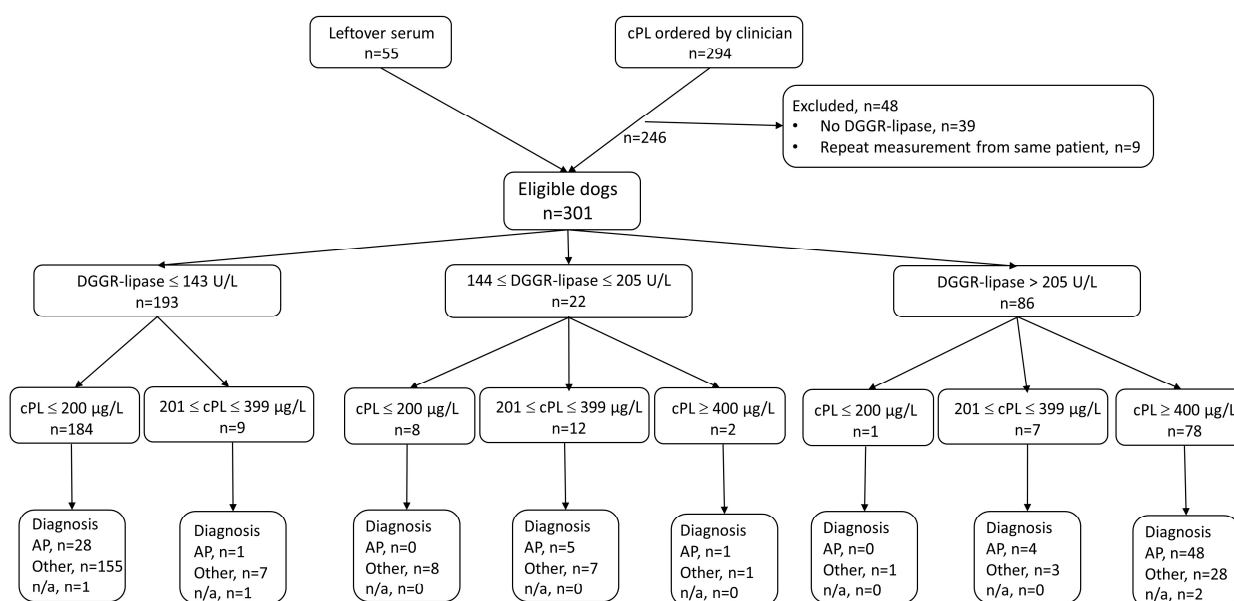 Leftover serum
n=55
cPL ordered by clinician
n=294
Excluded, n=48
• No DGGR-lipase, n=39
• Repeat measurement from same patient, n=9
n=246
Eligible dogs
n=301
DGGR-lipase ≤ 143 U/L
n=193
144 ≤ DGGR-lipase ≤ 205 U/L
n=22
DGGR-lipase > 205 U/L
n=86
cPL ≤ 200 µg/L
n=184
201 ≤ cPL ≤ 399 µg/L
n=9
cPL ≤ 200 µg/L
n=8
201 ≤ cPL ≤ 399 µg/L
n=12
cPL ≥ 400 µg/L
n=2
cPL ≤ 200 µg/L
n=1
201 ≤ cPL ≤ 399 µg/L
n=7
cPL ≥ 400 µg/L
n=78
Diagnosis
AP, n=28
Other, n=155
n/a, n=1
Diagnosis
AP, n=1
Other, n=7
n/a, n=1
Diagnosis
AP, n=0
Other, n=8
n/a, n=0
Diagnosis
AP, n=5
Other, n=7
n/a, n=0
Diagnosis
AP, n=1
Other, n=1
n/a, n=0
Diagnosis
AP, n=0
Other, n=1
n/a, n=0
Diagnosis
AP, n=4
Other, n=3
n/a, n=0
Diagnosis
AP, n=48
Other, n=28
n/a, n=2